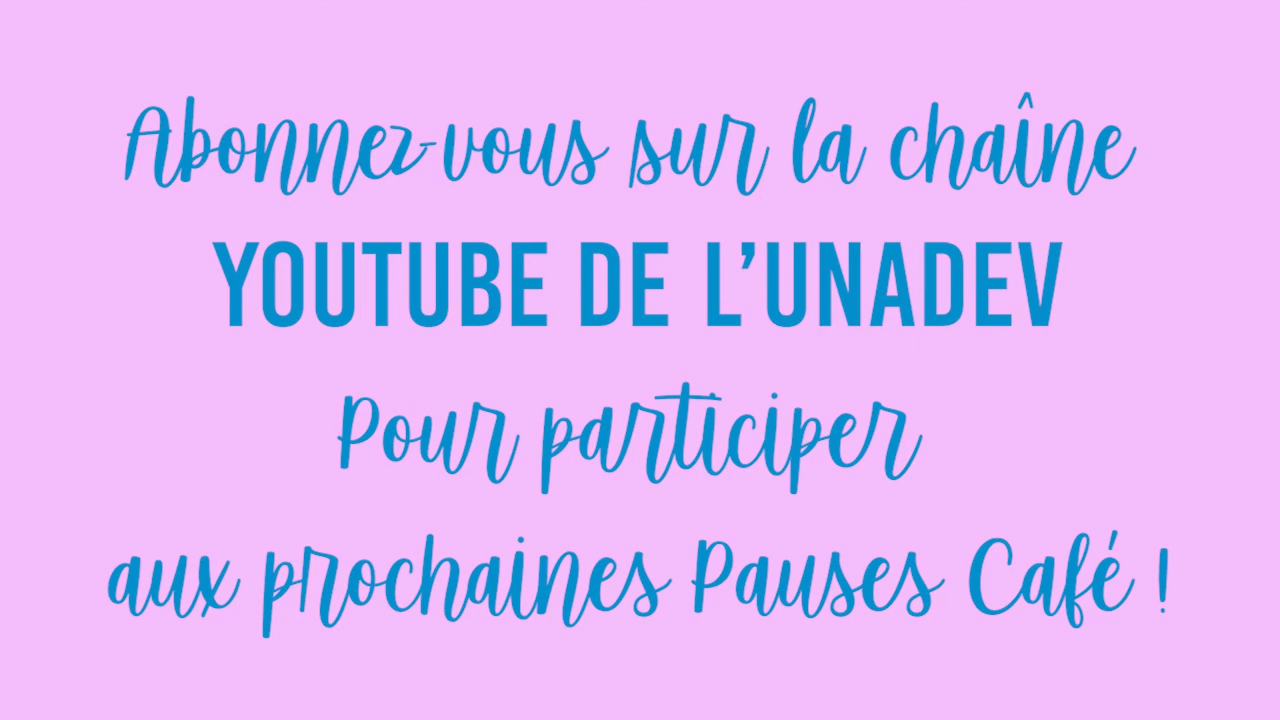 Abonnez-vous sur la chaîne
YOUTUBE DE L’UNADEV
Pour participer
aux prochaines Pauses Café !